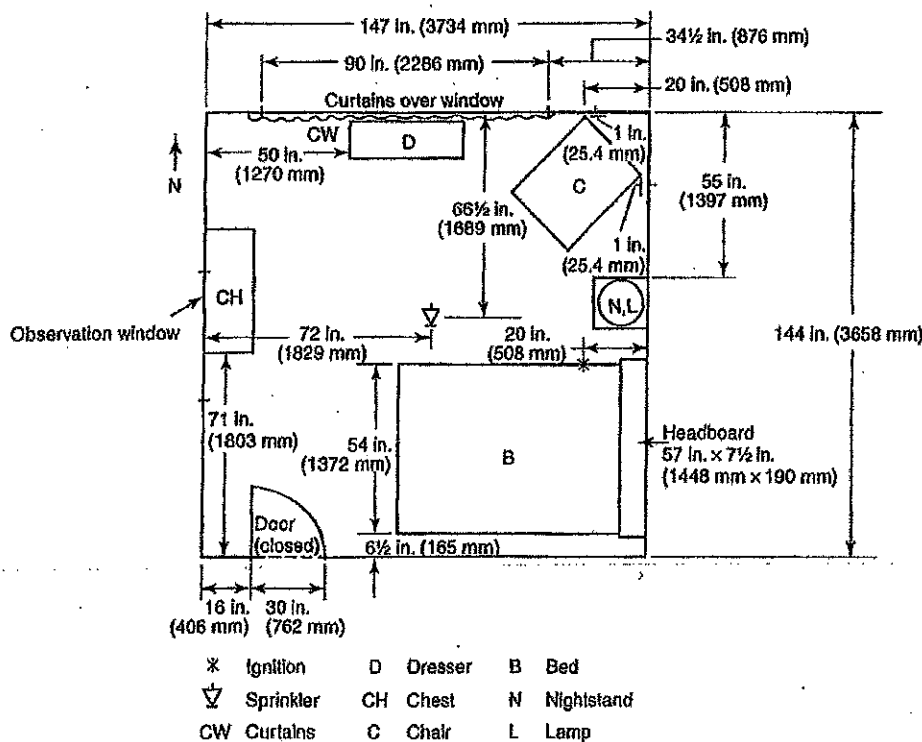 147 in. (3734 mm)
34½ in. (876 mm)
90 in. (2286 mm)
20 in. (508 mm)
Curtains over window
CW
D
1 in.
(25.4 mm)
50 in.
(1270 mm)
N
C
55 in.
(1397 mm)
66½ in.
(1689 mm)
1 in.
(25.4 mm)
CH
N,L
Observation window
72 in.
(1829 mm)
20 in.
(508 mm)
144 in. (3658 mm)
71 in.
(1803 mm)
54 in.
(1372 mm)
B
Headboard
57 in. × 7½ in.
(1448 mm × 190 mm)
Door
(closed)
6½ in. (165 mm)
16 in.
(406 mm)
30 in.
(762 mm)
Ignition D Dresser B Bed
Sprinkler CH Chest N Nightstand
CW Curtains C Chair L Lamp